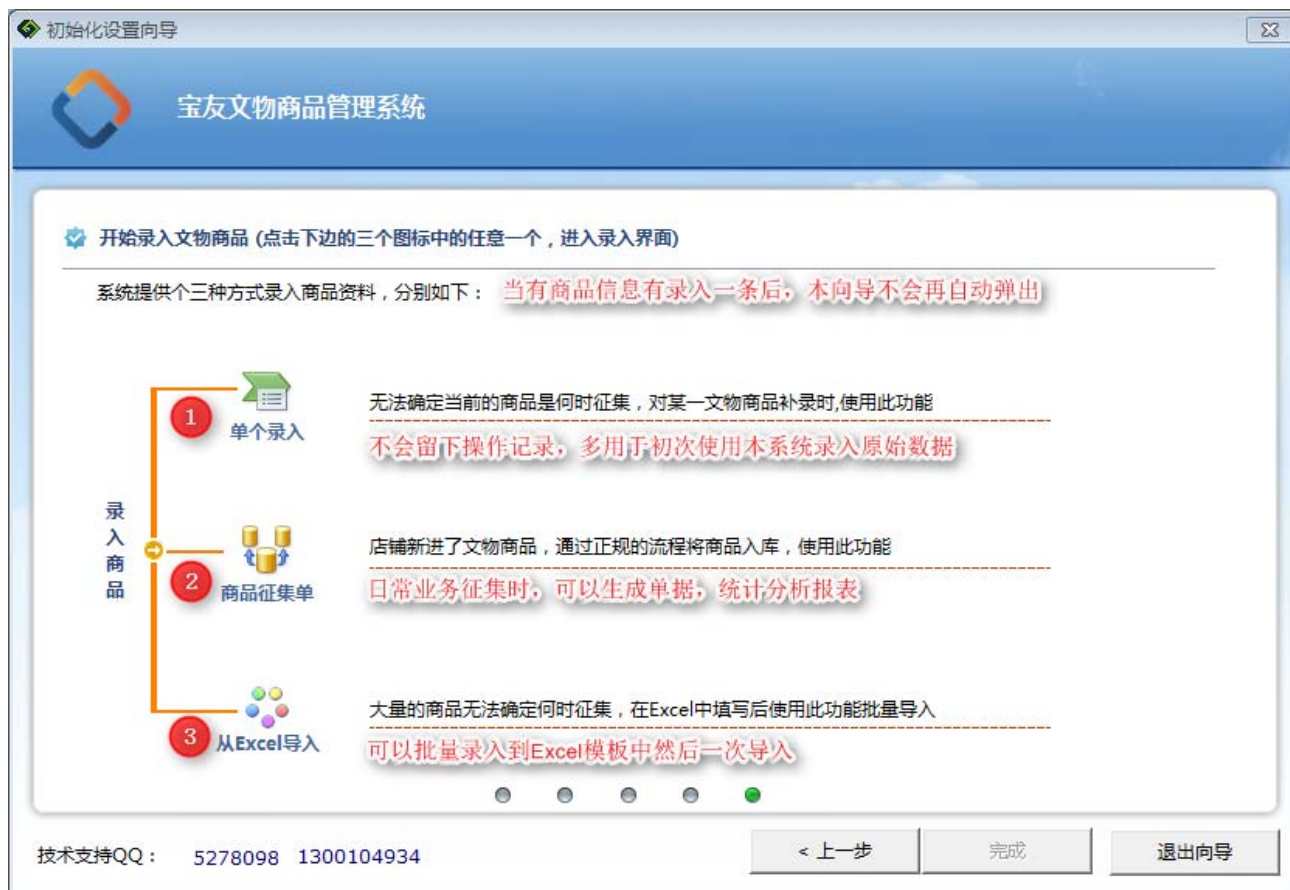 初始化设置向导
宝友文物商品管理系统
开始录入文物商品 (点击下边的三个图标中的任意一个，进入录入界面)
系统提供个三种方式录入商品资料，分别如下： 当有商品信息有录入一条后，本向导不会再自动弹出
录入商品
1 单个录入
无法确定当前的商品是何时征集，对某一文物商品补录时,使用此功能
不会留下操作记录，多用于初次使用本系统录入原始数据
2 商品征集单
店铺新进了文物商品，通过正规的流程将商品入库，使用此功能
日常业务征集时，可以生成单据，统计分析报表
3 从Excel导入
大量的商品无法确定何时征集，在Excel中填写后使用此功能批量导入
可以批量录入到Excel模板中然后一次导入
技术支持QQ： 5278098 1300104934
< 上一步 完成 退出向导